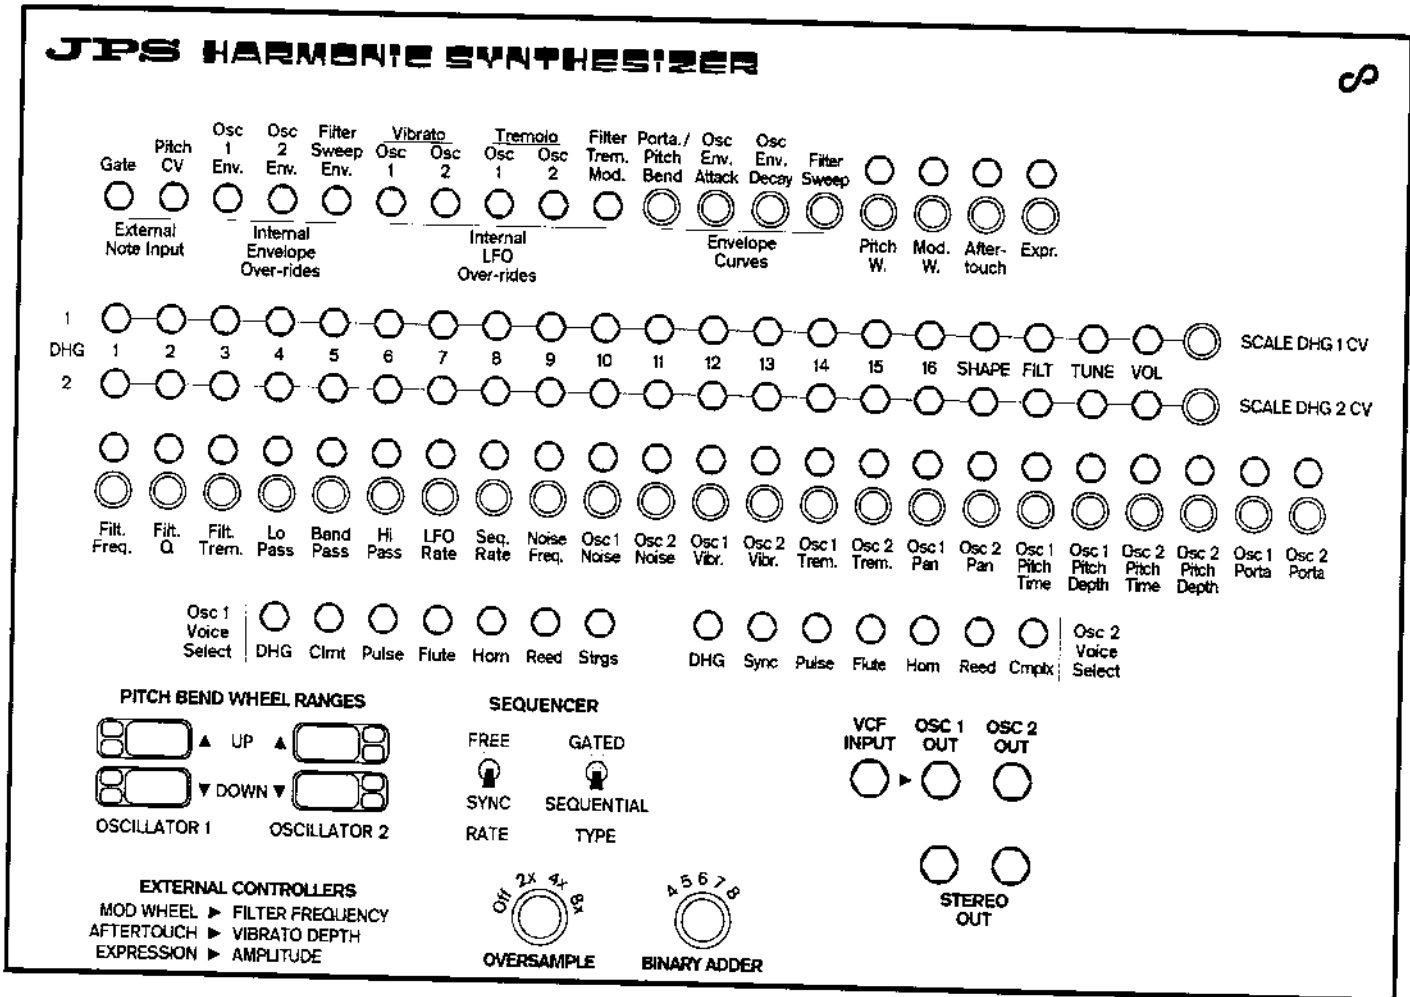 JPS HARMONIC SYNTHESIZER
Gate
Pitch
CV
Osc
1
Env.
Osc
2
Env.
Filter
Sweep
Env.
Vibrato
Osc
1
Osc
2
Tremolo
Osc
1
Osc
2
Filter
Trem.
Mod.
Porta./
Pitch
Bend
Osc
Env.
Attack
Osc
Env.
Decay
Filter
Sweep
External
Note Input
Internal
Envelope
Over-rides
Internal
LFO
Over-rides
Envelope
Curves
Pitch
W.
Mod.
W.
After-
touch
Expr.
1
SCALE DHG 1 CV
DHG 1 2 3 4 5 6 7 8 9 10 11 12 13 14 15 16 SHAPE FILT TUNE VOL
2
SCALE DHG 2 CV
Filt.
Freq.
Filt.
Q
Filt.
Trem.
Lo
Pass
Band
Pass
Hi
Pass
LFO
Rate
Seq.
Rate
Noise
Freq.
Osc 1
Noise
Osc 2
Noise
Osc 1
Vibr.
Osc 2
Vibr.
Osc 1
Trem.
Osc 2
Trem.
Osc 1
Pan
Osc 2
Pan
Osc 1
Pitch
Time
Osc 1
Pitch
Depth
Osc 2
Pitch
Time
Osc 2
Pitch
Depth
Osc 1
Porta
Osc 2
Porta
Osc 1
Voice
Select
DHG Clrnt Pulse Flute Horn Reed Strgs
DHG Sync Pulse Flute Horn Reed Cmplx
Osc 2
Voice
Select
PITCH BEND WHEEL RANGES
▲ UP ▲
▼ DOWN ▼
OSCILLATOR 1
OSCILLATOR 2
SEQUENCER
FREE
SYNC
RATE
GATED
SEQUENTIAL
TYPE
VCF
INPUT
OSC 1
OUT
OSC 2
OUT
STEREO
OUT
EXTERNAL CONTROLLERS
MOD WHEEL ► FILTER FREQUENCY
AFTERTOUCH ► VIBRATO DEPTH
EXPRESSION ► AMPLITUDE
Off 2x 4x 8x
OVERSAMPLE
4 5 6 7 8
BINARY ADDER